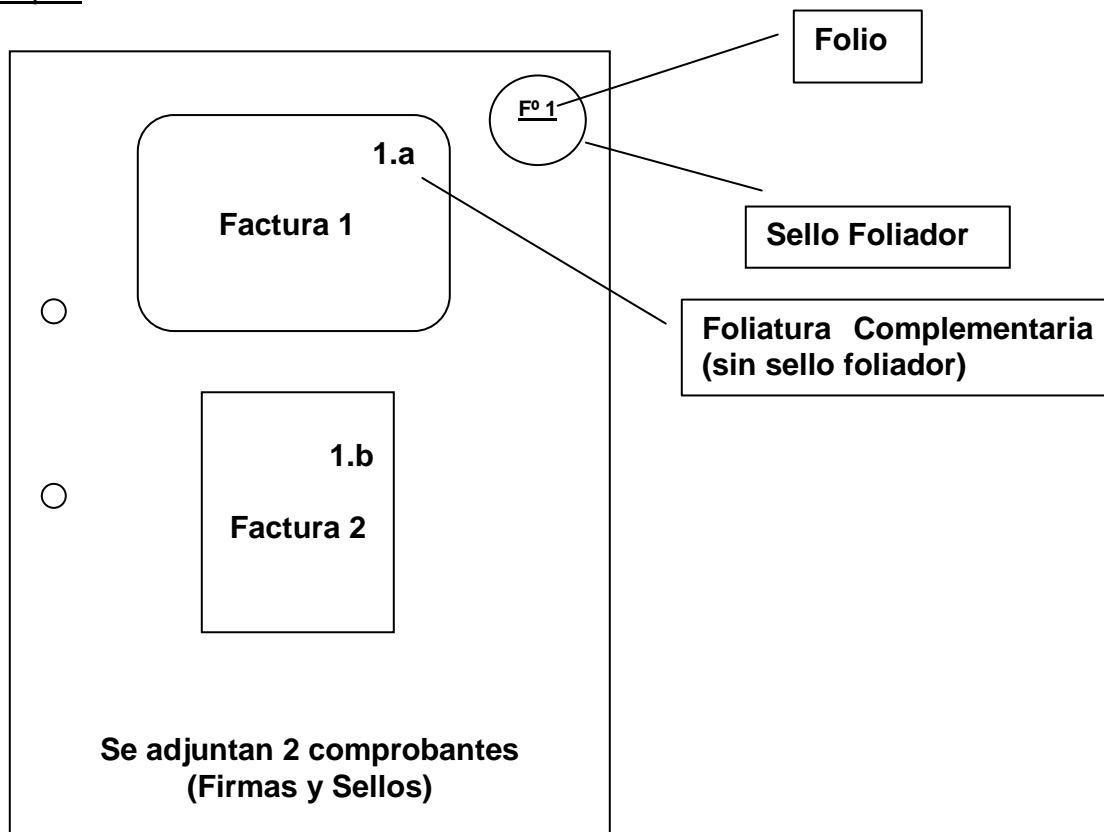 Folio
Fº 1
1.a
Factura 1
Sello Foliador
Foliatura Complementaria
(sin sello foliador)
1.b
Factura 2
Se adjuntan 2 comprobantes
(Firmas y Sellos)